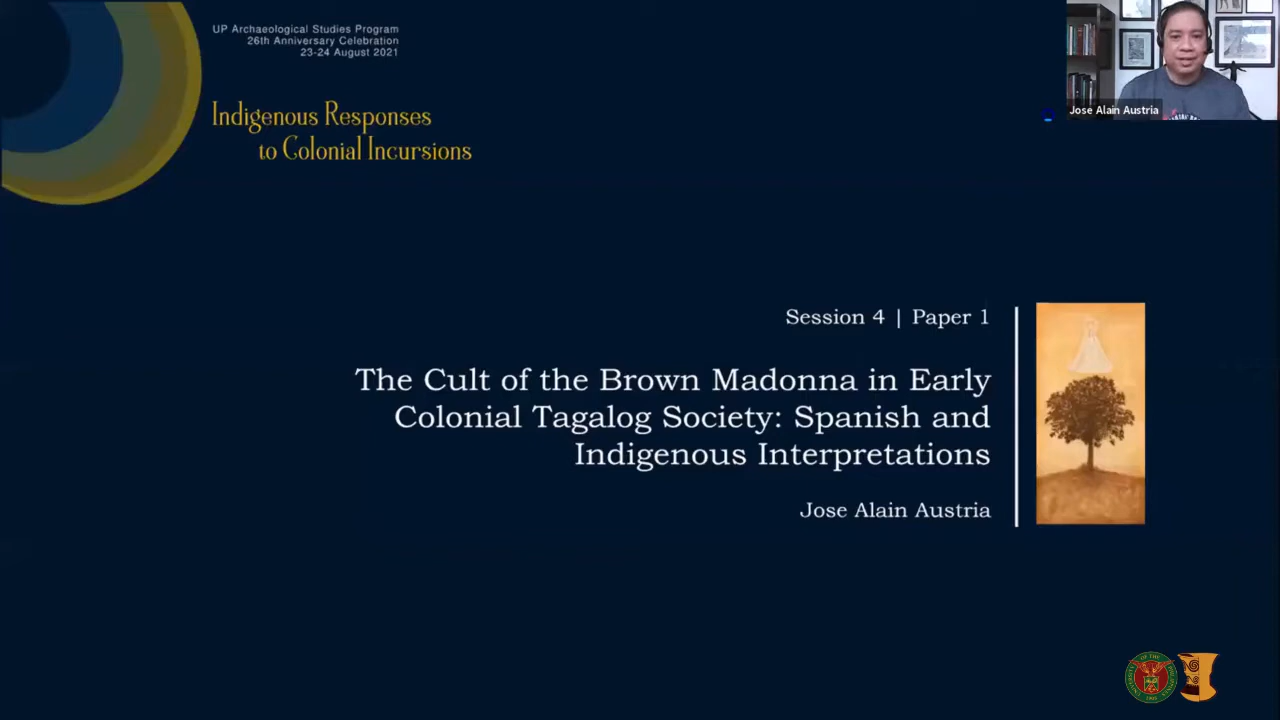 UP Archaeological Studies Program
26th Anniversary Celebration
23-24 August 2021
Indigenous Responses
to Colonial Incursions
Jose Alain Austria
Session 4 | Paper 1
The Cult of the Brown Madonna in Early
Colonial Tagalog Society: Spanish and
Indigenous Interpretations
Jose Alain Austria